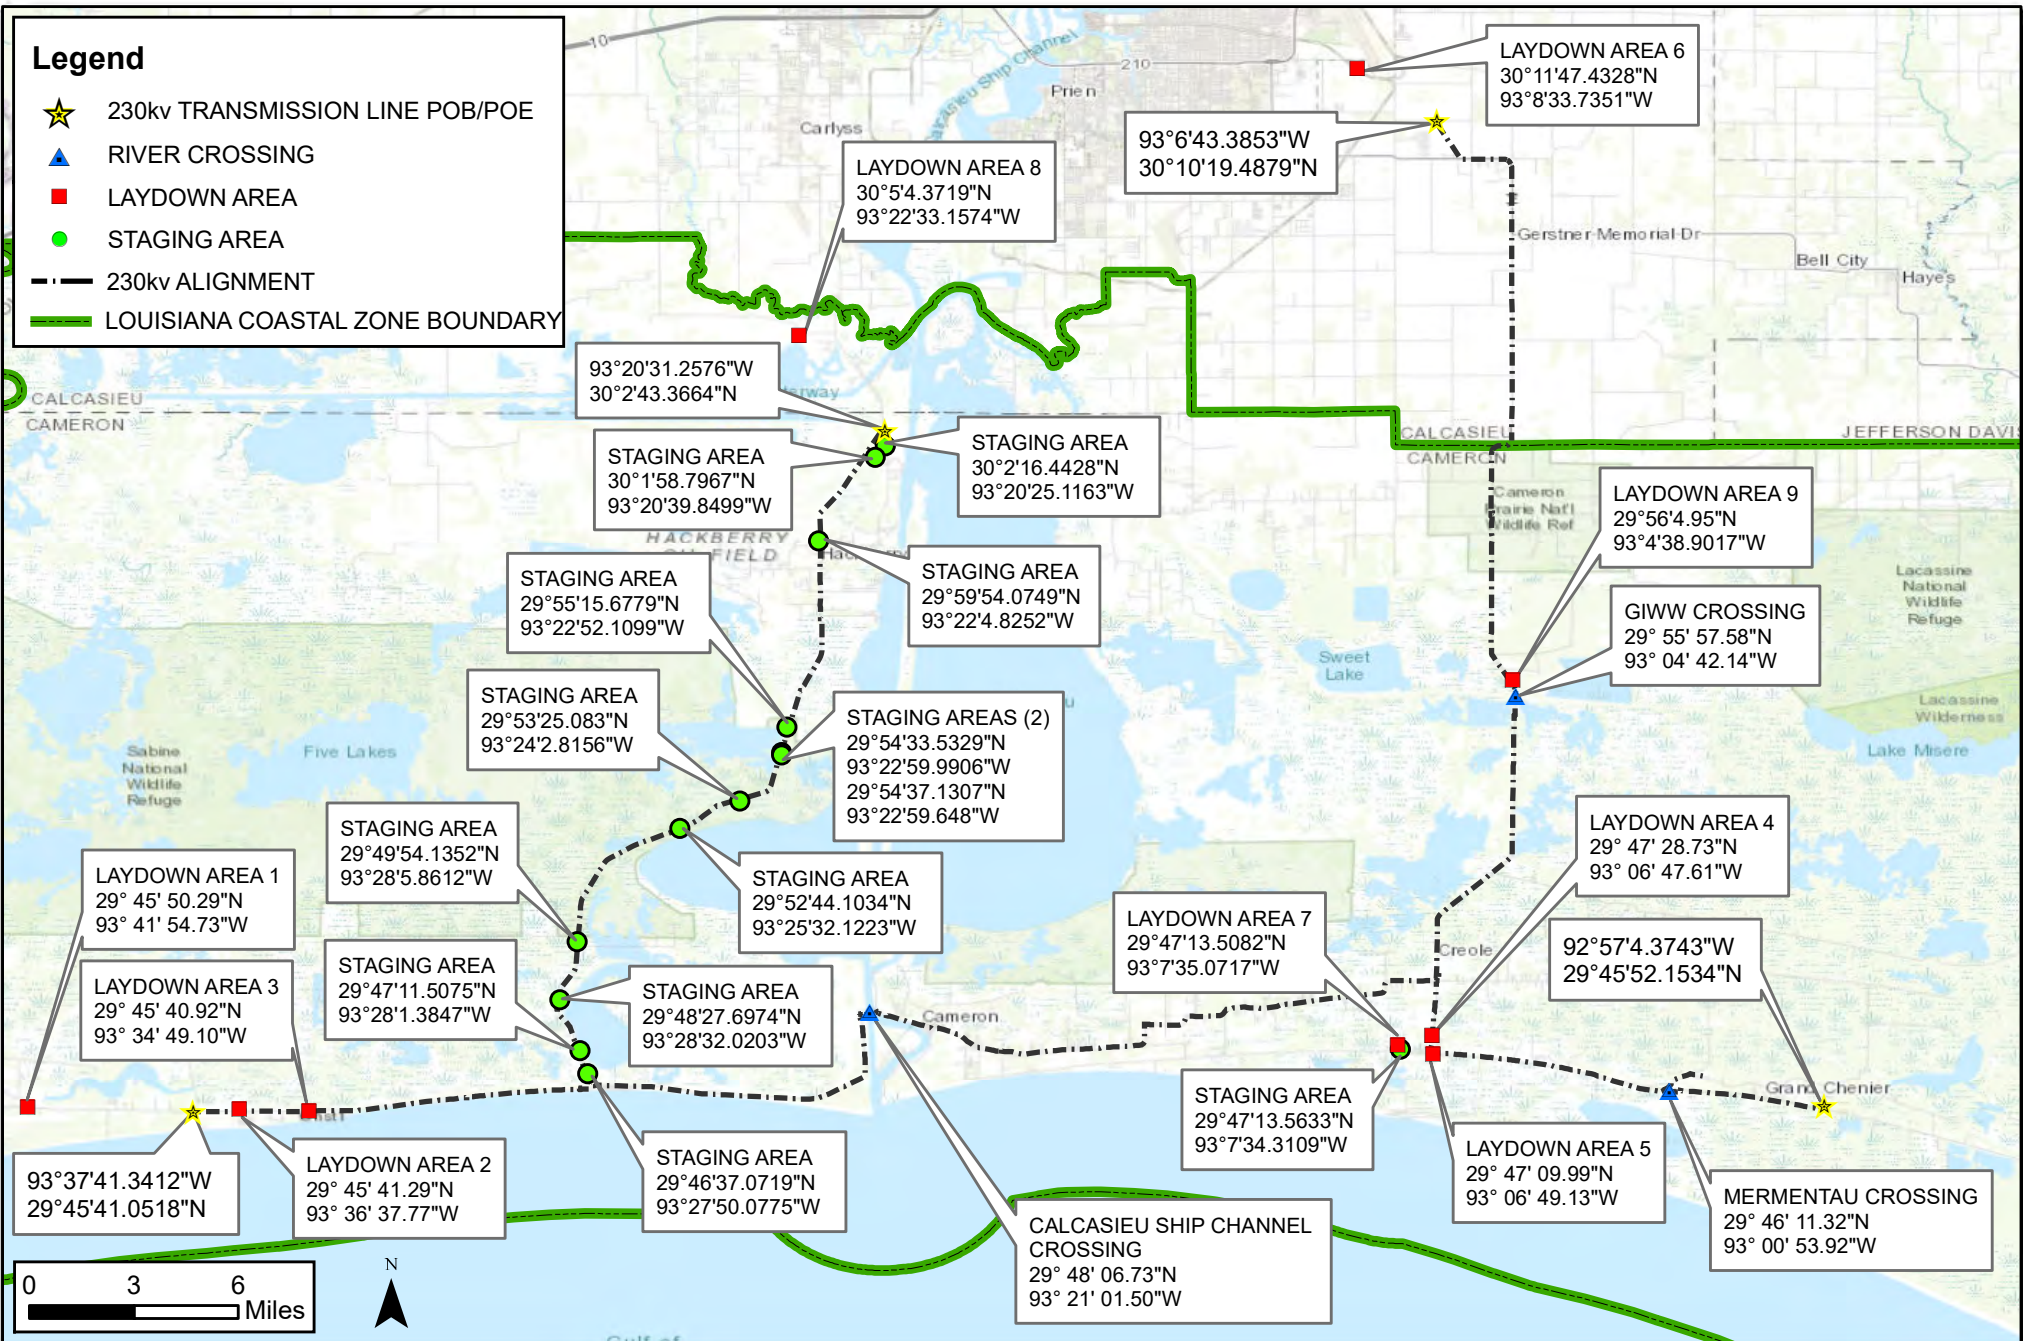 Legend
230kv TRANSMISSION LINE POB/POE
RIVER CROSSING
LAYDOWN AREA
STAGING AREA
230kv ALIGNMENT
LOUISIANA COASTAL ZONE BOUNDARY
10
210
Ship Channel
Prien
Carlyss
LAYDOWN AREA 6
30°11'47.4328"N
93°8'33.7351"W
93°6'43.3853"W
30°10'19.4879"N
LAYDOWN AREA 8
30°5'4.3719"N
93°22'33.1574"W
Gerstner Memorial Dr
Bell City
Hayes
93°20'31.2576"W
30°2'43.3664"N
CALCASIEU
CAMERON
CALCASIEU
CAMERON
JEFFERSON DAVIS
STAGING AREA
30°1'58.7967"N
93°20'39.8499"W
STAGING AREA
30°2'16.4428"N
93°20'25.1163"W
HACKBERRY
FIELD
Cameron
Prairie Nat'l
Wildlife Ref
LAYDOWN AREA 9
29°56'4.95"N
93°4'38.9017"W
STAGING AREA
29°55'15.6779"N
93°22'52.1099"W
STAGING AREA
29°59'54.0749"N
93°22'4.8252"W
Lacassine
National
Wildlife
Refuge
GIWW CROSSING
29° 55' 57.58"N
93° 04' 42.14"W
Sweet
Lake
STAGING AREA
29°53'25.083"N
93°24'2.8156"W
STAGING AREAS (2)
29°54'33.5329"N
93°22'59.9906"W
29°54'37.1307"N
93°22'59.648"W
Lacassine
Wilderness
Lake Misere
Sabine
National
Wildlife
Refuge
Five Lakes
STAGING AREA
29°49'54.1352"N
93°28'5.8612"W
LAYDOWN AREA 4
29° 47' 28.73"N
93° 06' 47.61"W
LAYDOWN AREA 1
29° 45' 50.29"N
93° 41' 54.73"W
STAGING AREA
29°52'44.1034"N
93°25'32.1223"W
LAYDOWN AREA 7
29°47'13.5082"N
93°7'35.0717"W
Creole
92°57'4.3743"W
29°45'52.1534"N
STAGING AREA
29°47'11.5075"N
93°28'1.3847"W
LAYDOWN AREA 3
29° 45' 40.92"N
93° 34' 49.10"W
STAGING AREA
29°48'27.6974"N
93°28'32.0203"W
Cameron
STAGING AREA
29°47'13.5633"N
93°7'34.3109"W
Grand Chenier
93°37'41.3412"W
29°45'41.0518"N
LAYDOWN AREA 2
29° 45' 41.29"N
93° 36' 37.77"W
STAGING AREA
29°46'37.0719"N
93°27'50.0775"W
LAYDOWN AREA 5
29° 47' 09.99"N
93° 06' 49.13"W
MERMENTAU CROSSING
29° 46' 11.32"N
93° 00' 53.92"W
CALCASIEU SHIP CHANNEL
CROSSING
29° 48' 06.73"N
93° 21' 01.50"W
N
0 3 6
Miles
Gulf of